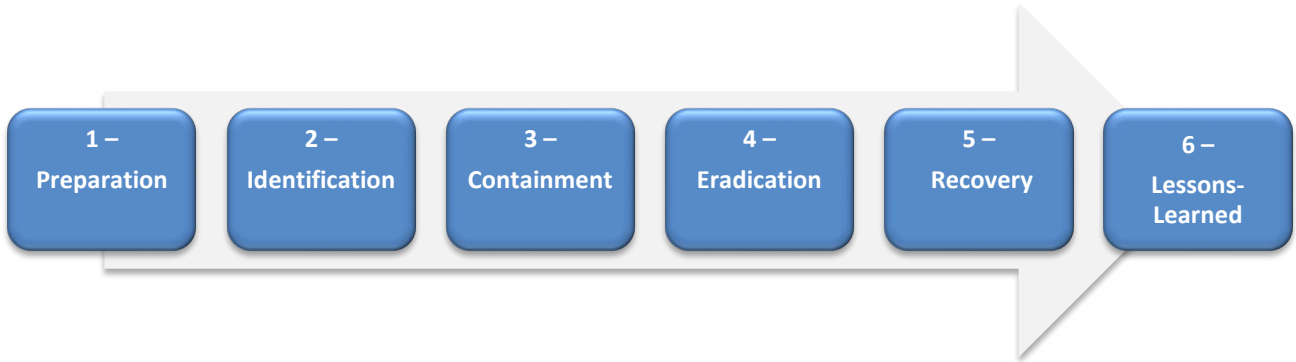 1 –
Preparation
2 –
Identification
3 –
Containment
4 –
Eradication
5 –
Recovery
6 –
Lessons-
Learned